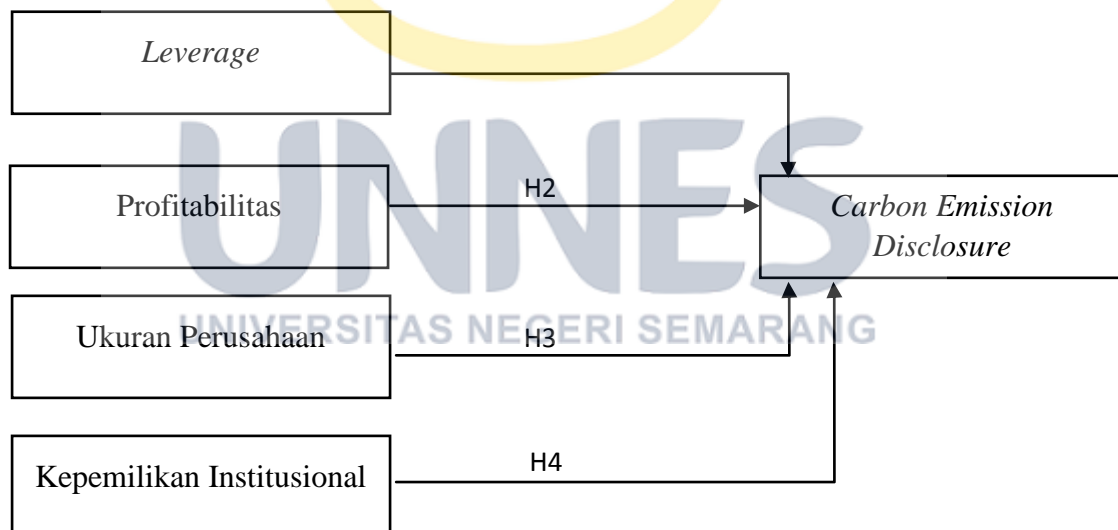 Leverage
Profitabilitas
H2
Carbon Emission
Disclosure
Ukuran Perusahaan
H3
Kepemilikan Institusional
H4
UNNES
UNIVERSITAS NEGERI SEMARANG